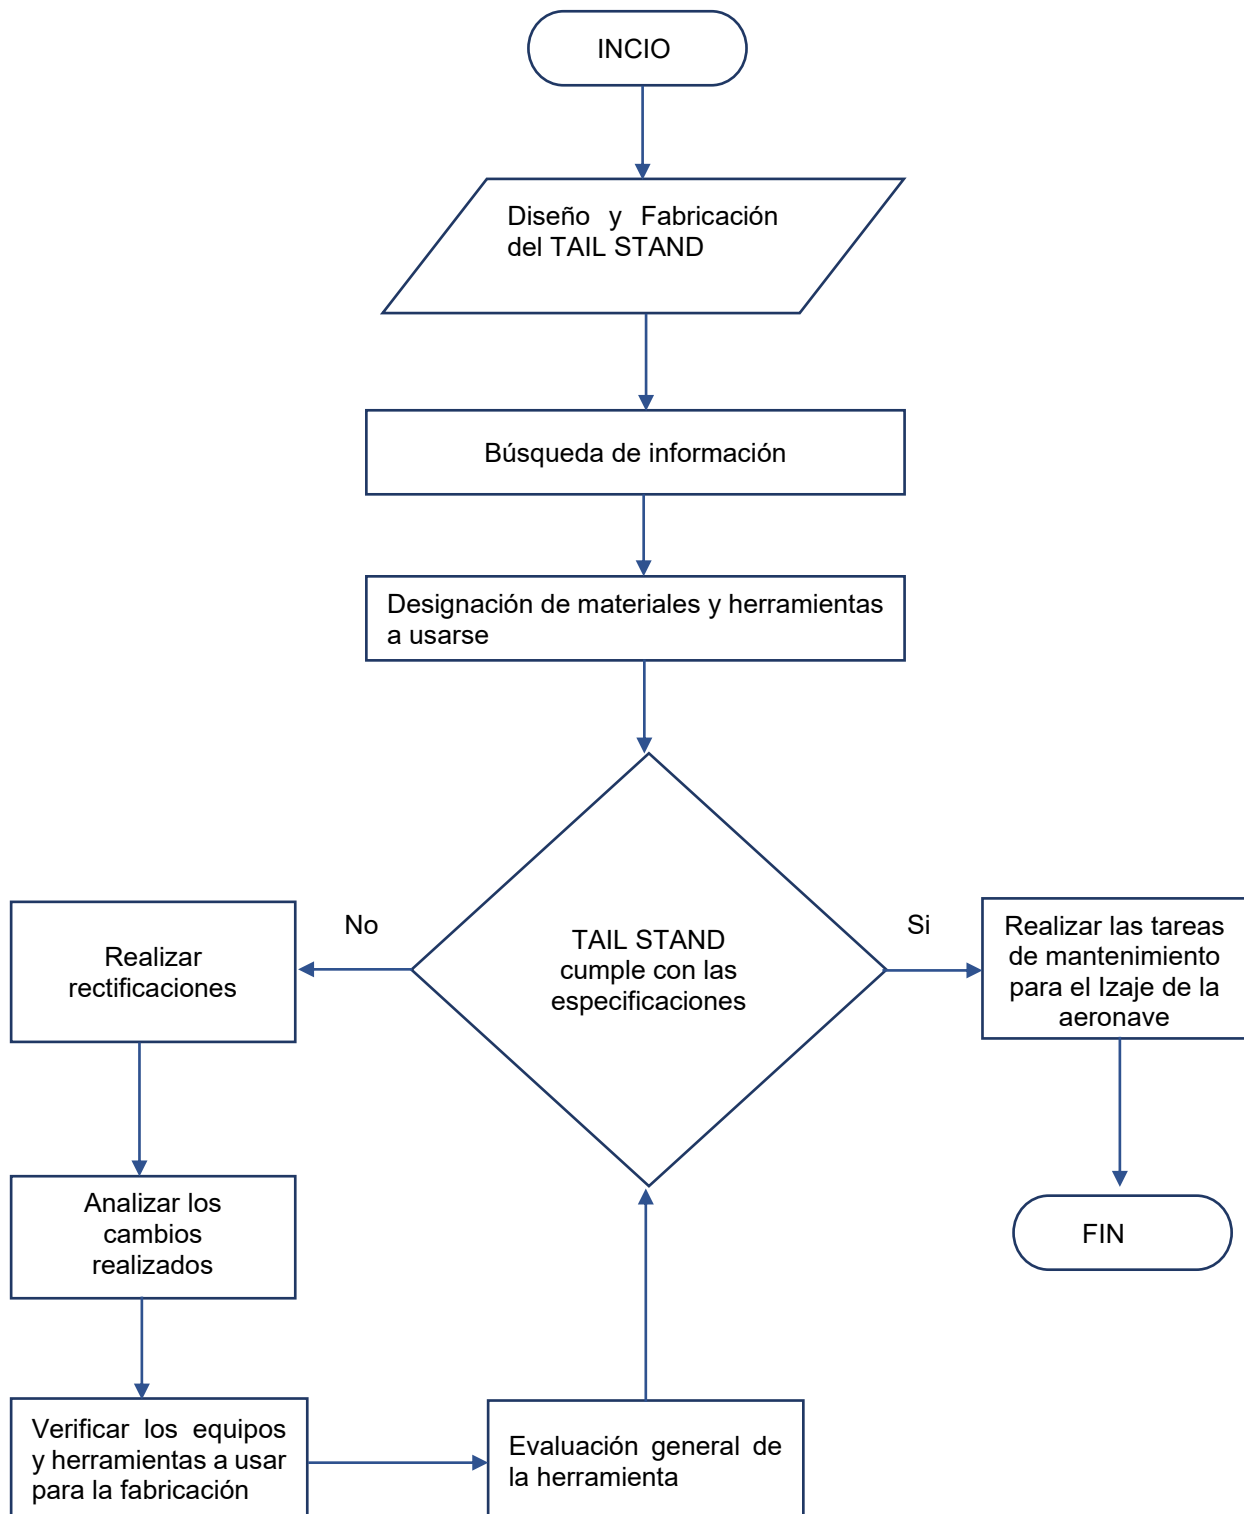 INCIO
Diseño y Fabricación
del TAIL STAND
Búsqueda de información
Designación de materiales y herramientas
a usarse
No
TAIL STAND
cumple con las
especificaciones
Si
Realizar las tareas
de mantenimiento
para el Izaje de la
aeronave
Realizar
rectificaciones
Analizar los
cambios
realizados
FIN
Verificar los equipos
y herramientas a usar
para la fabricación
Evaluación general de
la herramienta